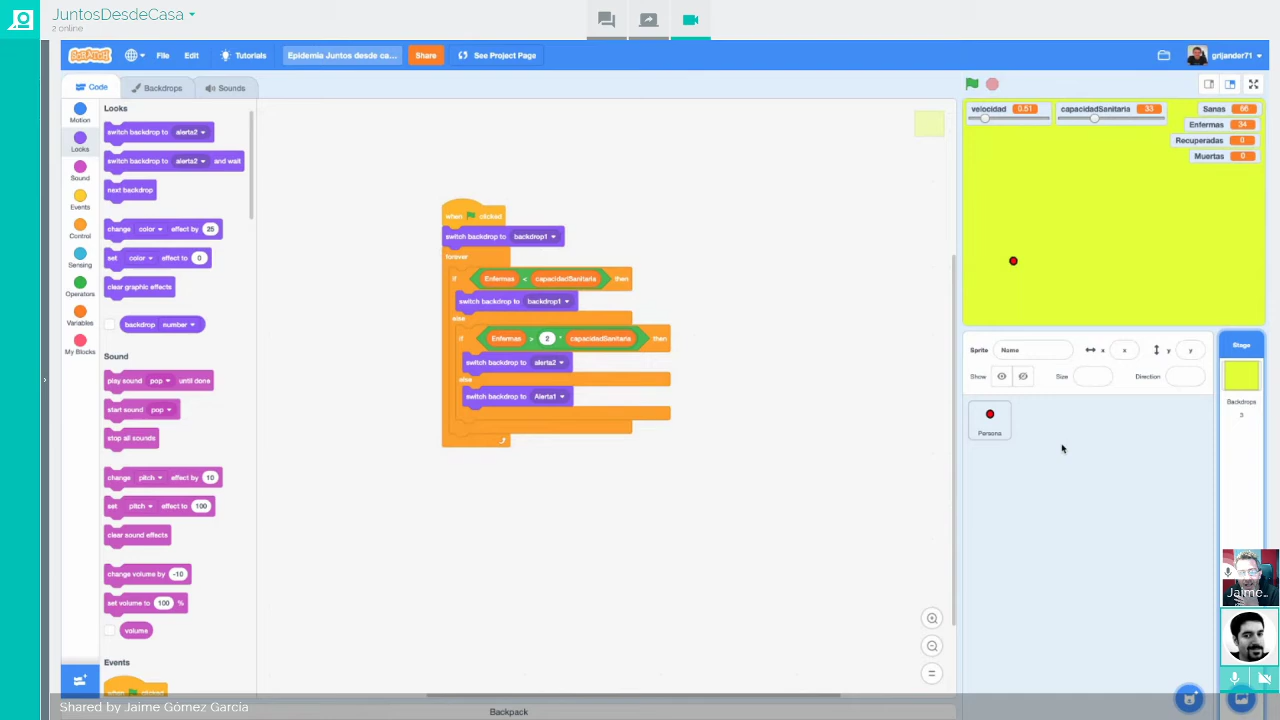 JuntosDesdeCasa
2 online
SCRATCH
File
Edit
Tutorials
Epidemia Juntos desde ca...
Share
See Project Page
grijander71
Code
Backdrops
Sounds
Motion
Looks
Sound
Events
Control
Sensing
Operators
Variables
My Blocks
Looks
switch backdrop to alerta2
switch backdrop to alerta2 and wait
next backdrop
change color effect by 25
set color effect to 0
clear graphic effects
backdrop number
Sound
play sound pop until done
start sound pop
stop all sounds
change pitch effect by 10
set pitch effect to 100
clear sound effects
change volume by -10
set volume to 100 %
volume
Events
when clicked
when clicked
switch backdrop to backdrop1
forever
if Enfermas < capacidadSanitaria then
switch backdrop to backdrop1
else
if Enfermas > 2 * capacidadSanitaria then
switch backdrop to alerta2
else
switch backdrop to Alerta1
velocidad 0.51
capacidadSanitaria 33
Sanas 66
Enfermas 34
Recuperadas 0
Muertas 0
Sprite Name x x y y
Show Size Direction
Persona
Stage
Backdrops
3
Jaime...
Backpack
Shared by Jaime Gómez García